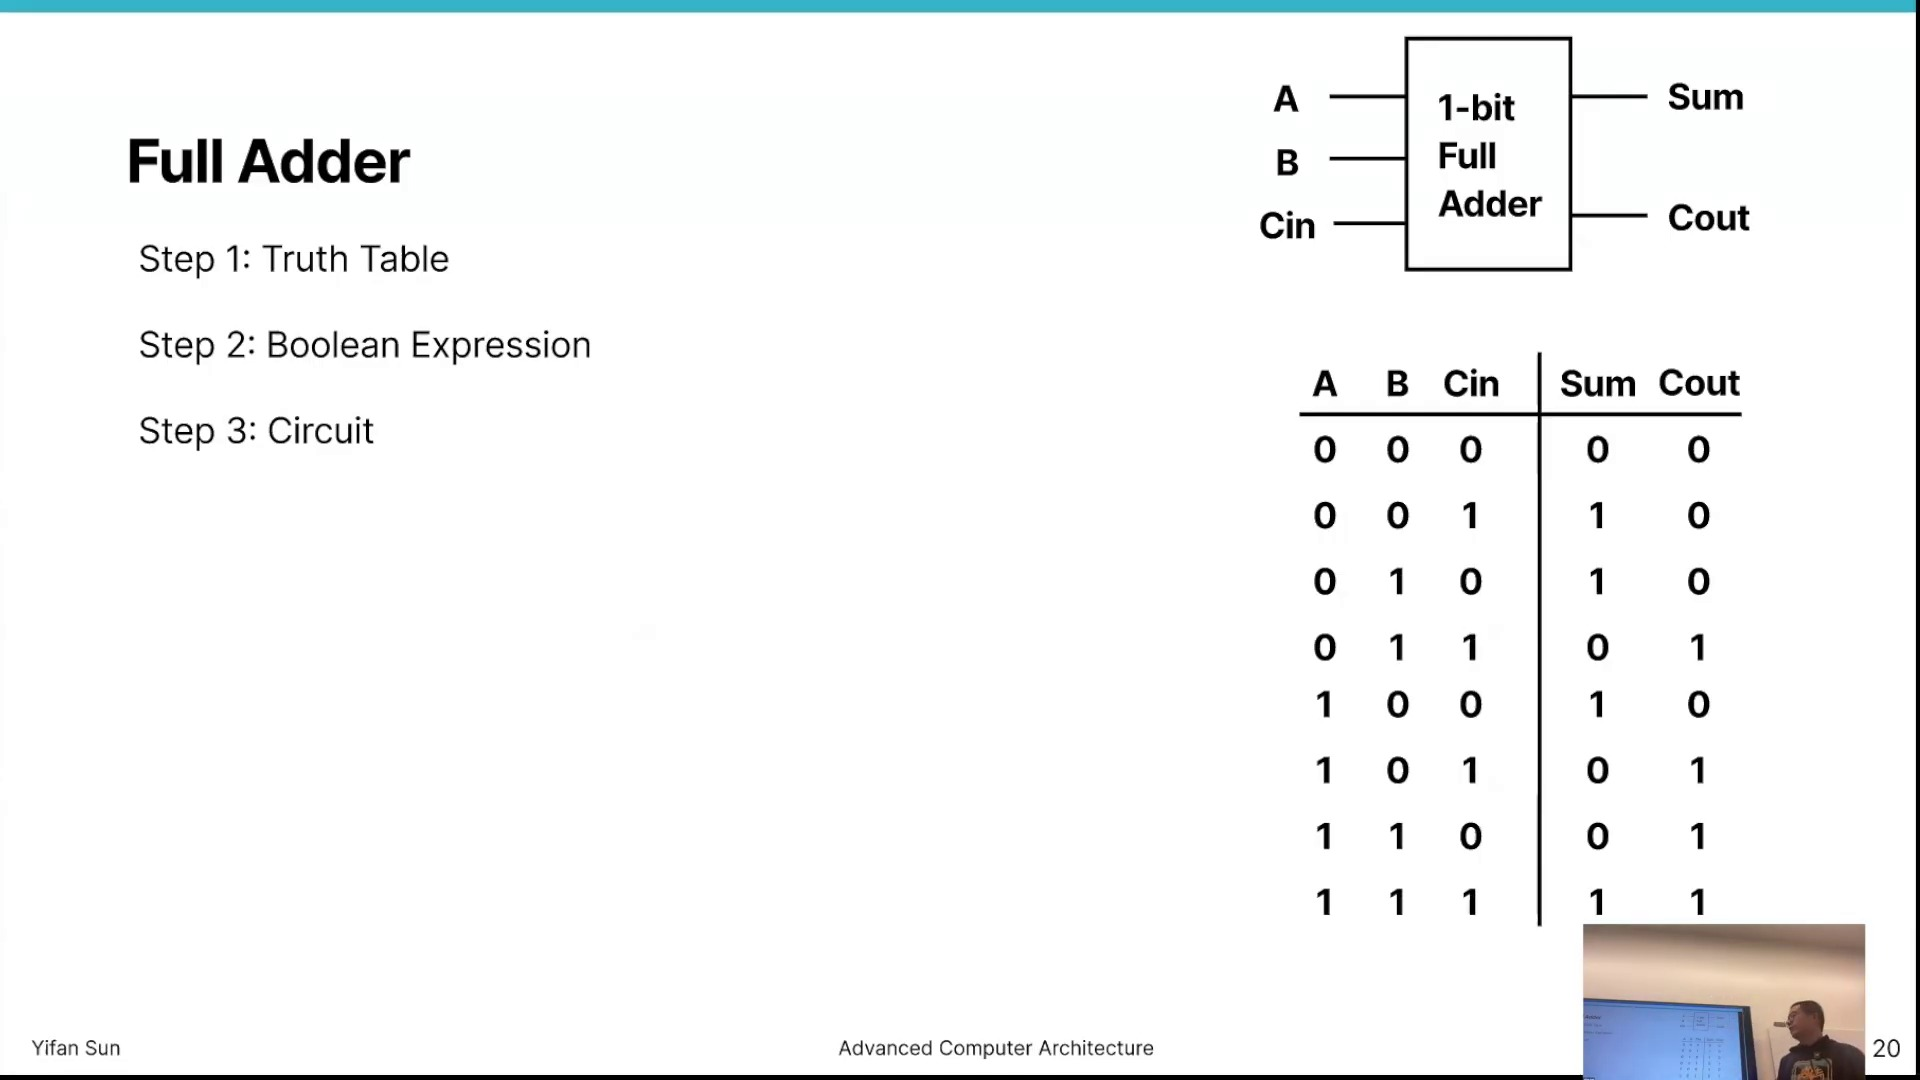 Full Adder
Step 1: Truth Table
Step 2: Boolean Expression
Step 3: Circuit
A
B
Cin
1-bit
Full
Adder
Sum
Cout
A B Cin Sum Cout
0 0 0 0 0
0 0 1 1 0
0 1 0 1 0
0 1 1 0 1
1 0 0 1 0
1 0 1 0 1
1 1 0 0 1
1 1 1 1 1
Yifan Sun
Advanced Computer Architecture
20